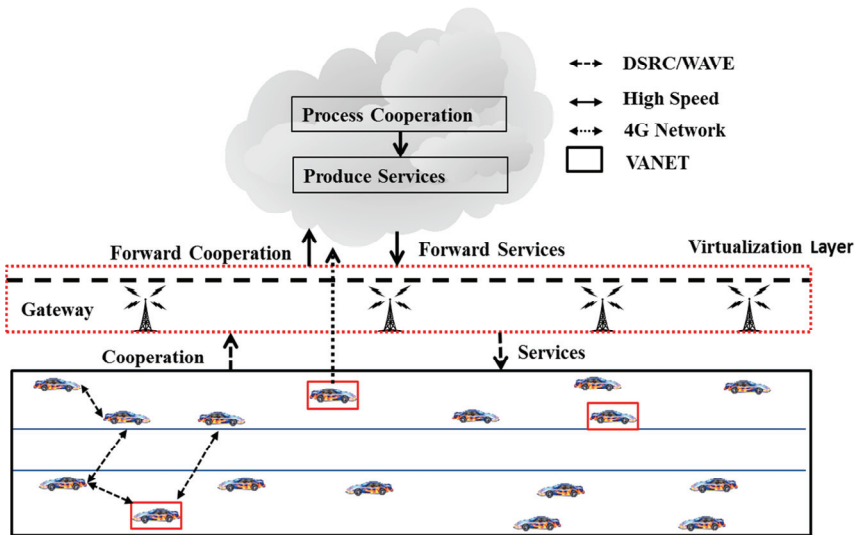 DSRC/WAVE
High Speed
4G Network
VANET
Process Cooperation
Produce Services
Forward Cooperation
Forward Services
Virtualization Layer
Gateway
Cooperation
Services